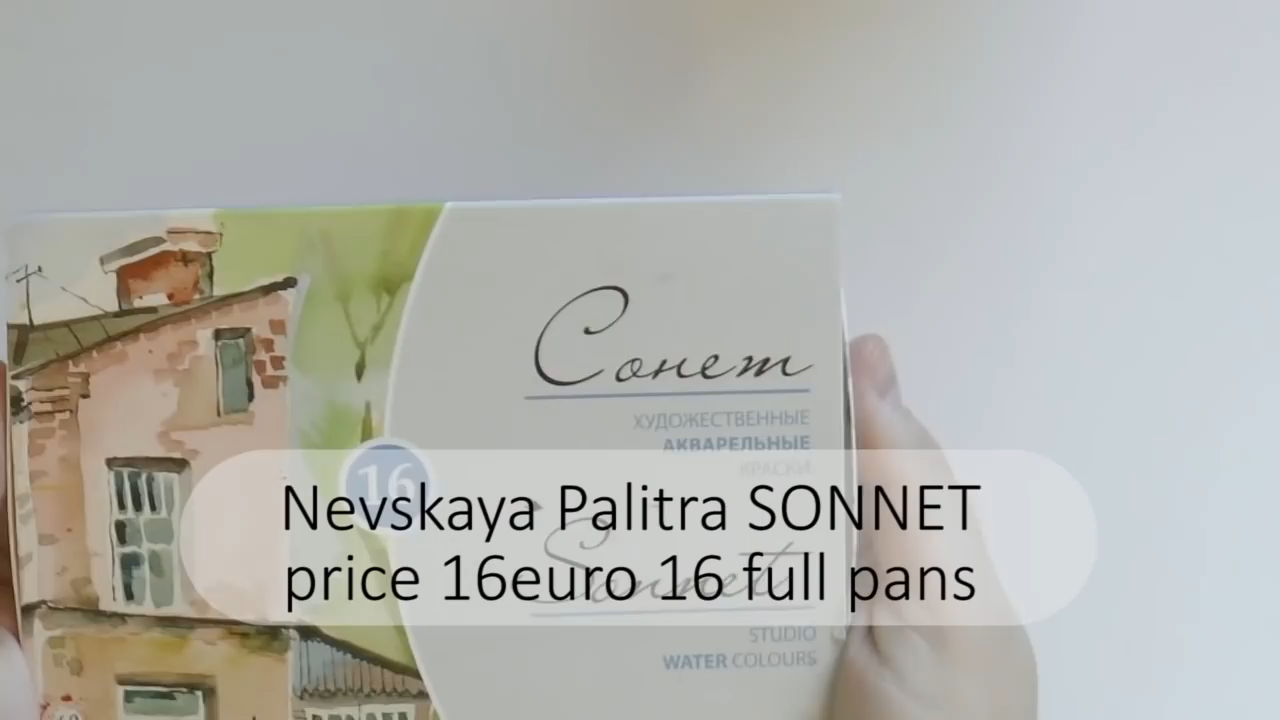 Сонет
ХУДОЖЕСТВЕННЫЕ
АКВАРЕЛЬНЫЕ
КРАСКИ
16
Nevskaya Palitra SONNET
price 16euro 16 full pans
Sonnet
STUDIO
WATER COLOURS